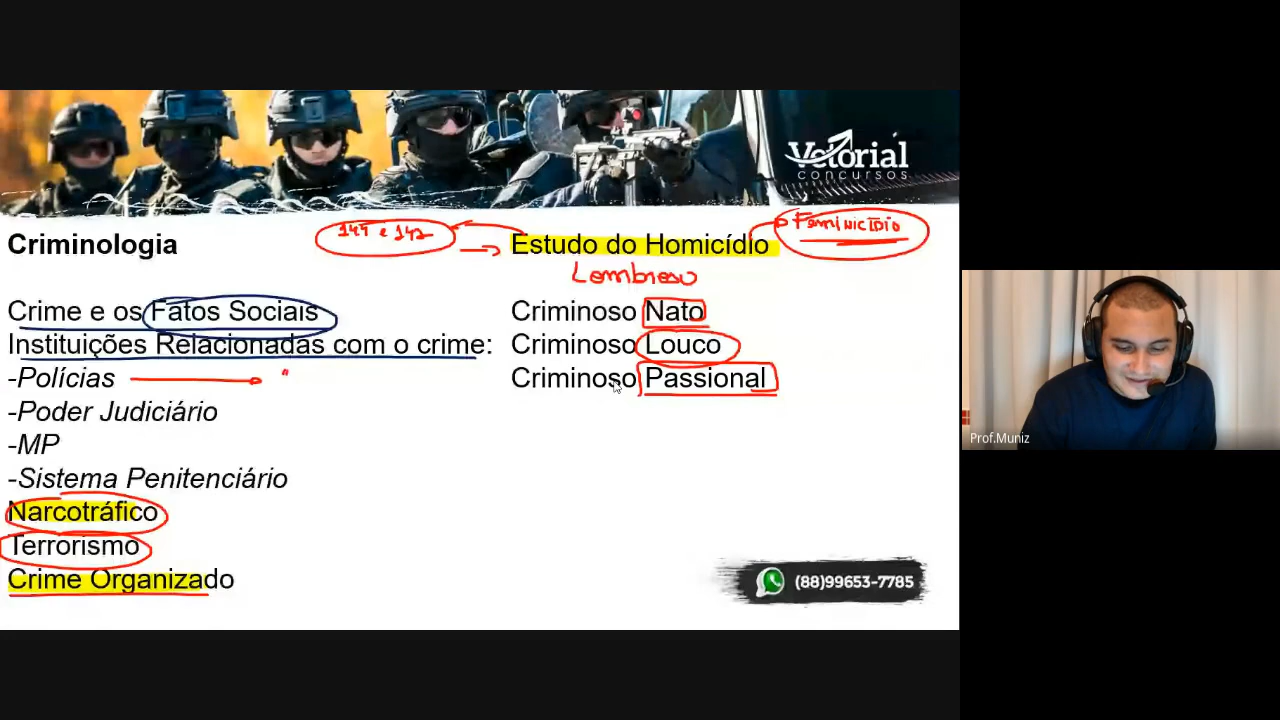 Vetorial
concursos
Criminologia
Crime e os Fatos Sociais
Instituições Relacionadas com o crime:
-Polícias
-Poder Judiciário
-MP
-Sistema Penitenciário
Narcotráfico
Terrorismo
Crime Organizado
Feminicídio
Estudo do Homicídio
Lombroso
Criminoso Nato
Criminoso Louco
Criminoso Passional
(88)99653-7785
Prof.Muniz